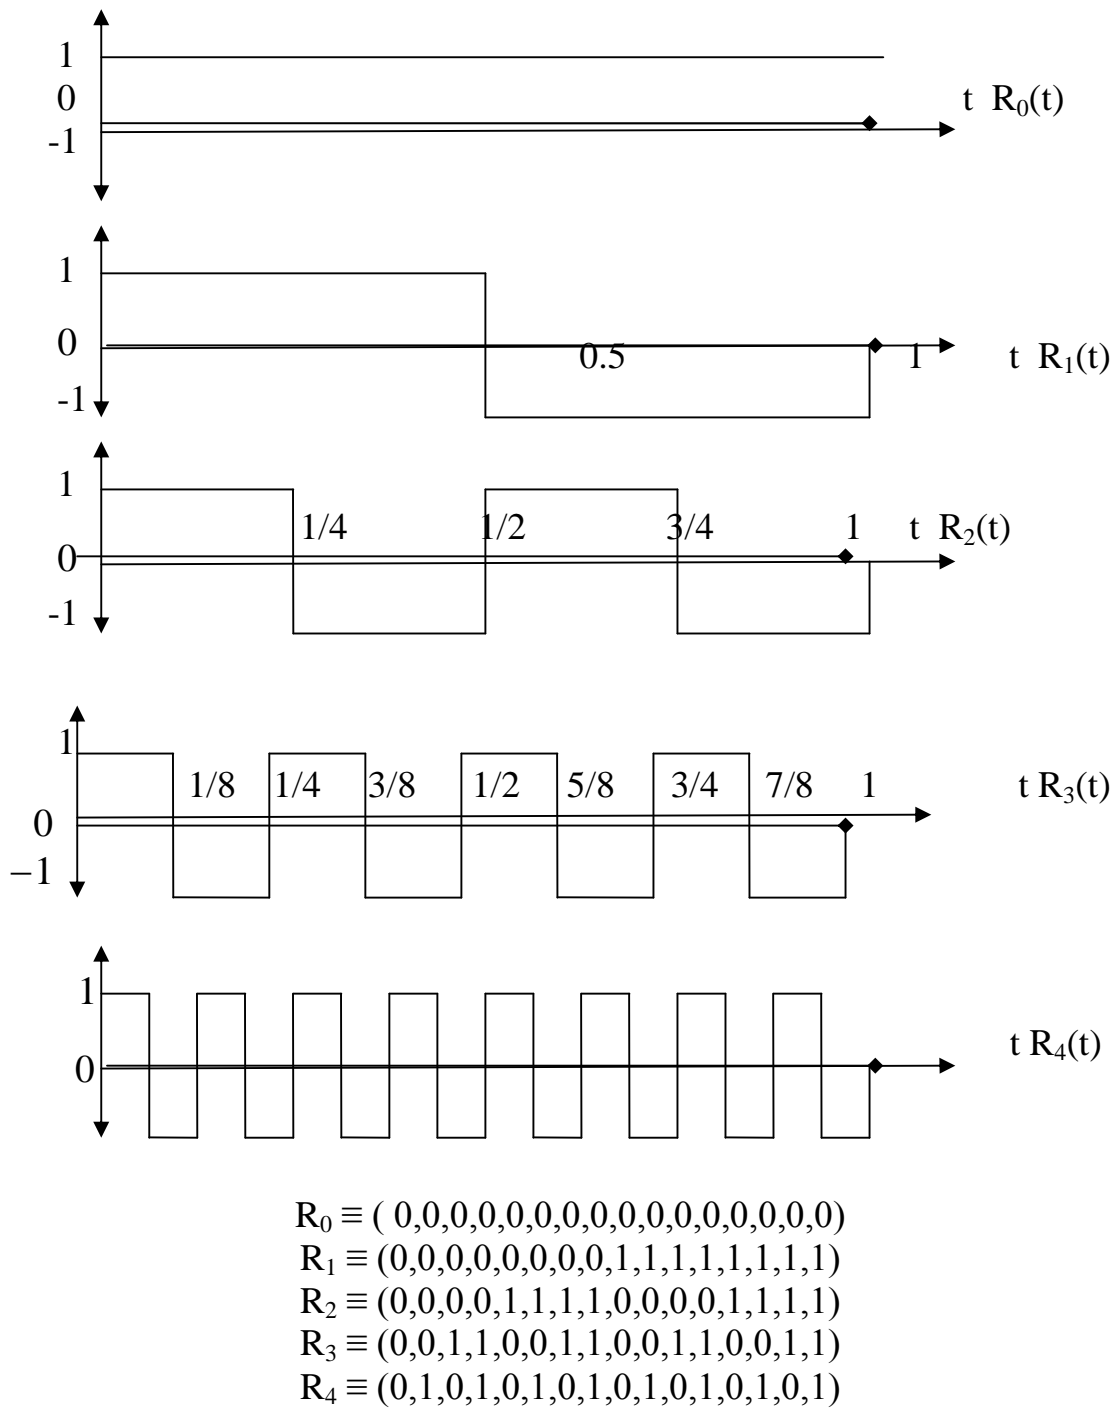 1
0 t R₀(t)
-1
1
0 0.5 1 t R₁(t)
-1
1
1/4 1/2 3/4 1 t R₂(t)
0
-1
1
1/8 1/4 3/8 1/2 5/8 3/4 7/8 1 t R₃(t)
0
−1
1
t R₄(t)
0
R₀ ≡ ( 0,0,0,0,0,0,0,0,0,0,0,0,0,0,0,0)
R₁ ≡ (0,0,0,0,0,0,0,0,1,1,1,1,1,1,1,1)
R₂ ≡ (0,0,0,0,1,1,1,1,0,0,0,0,1,1,1,1)
R₃ ≡ (0,0,1,1,0,0,1,1,0,0,1,1,0,0,1,1)
R₄ ≡ (0,1,0,1,0,1,0,1,0,1,0,1,0,1,0,1)